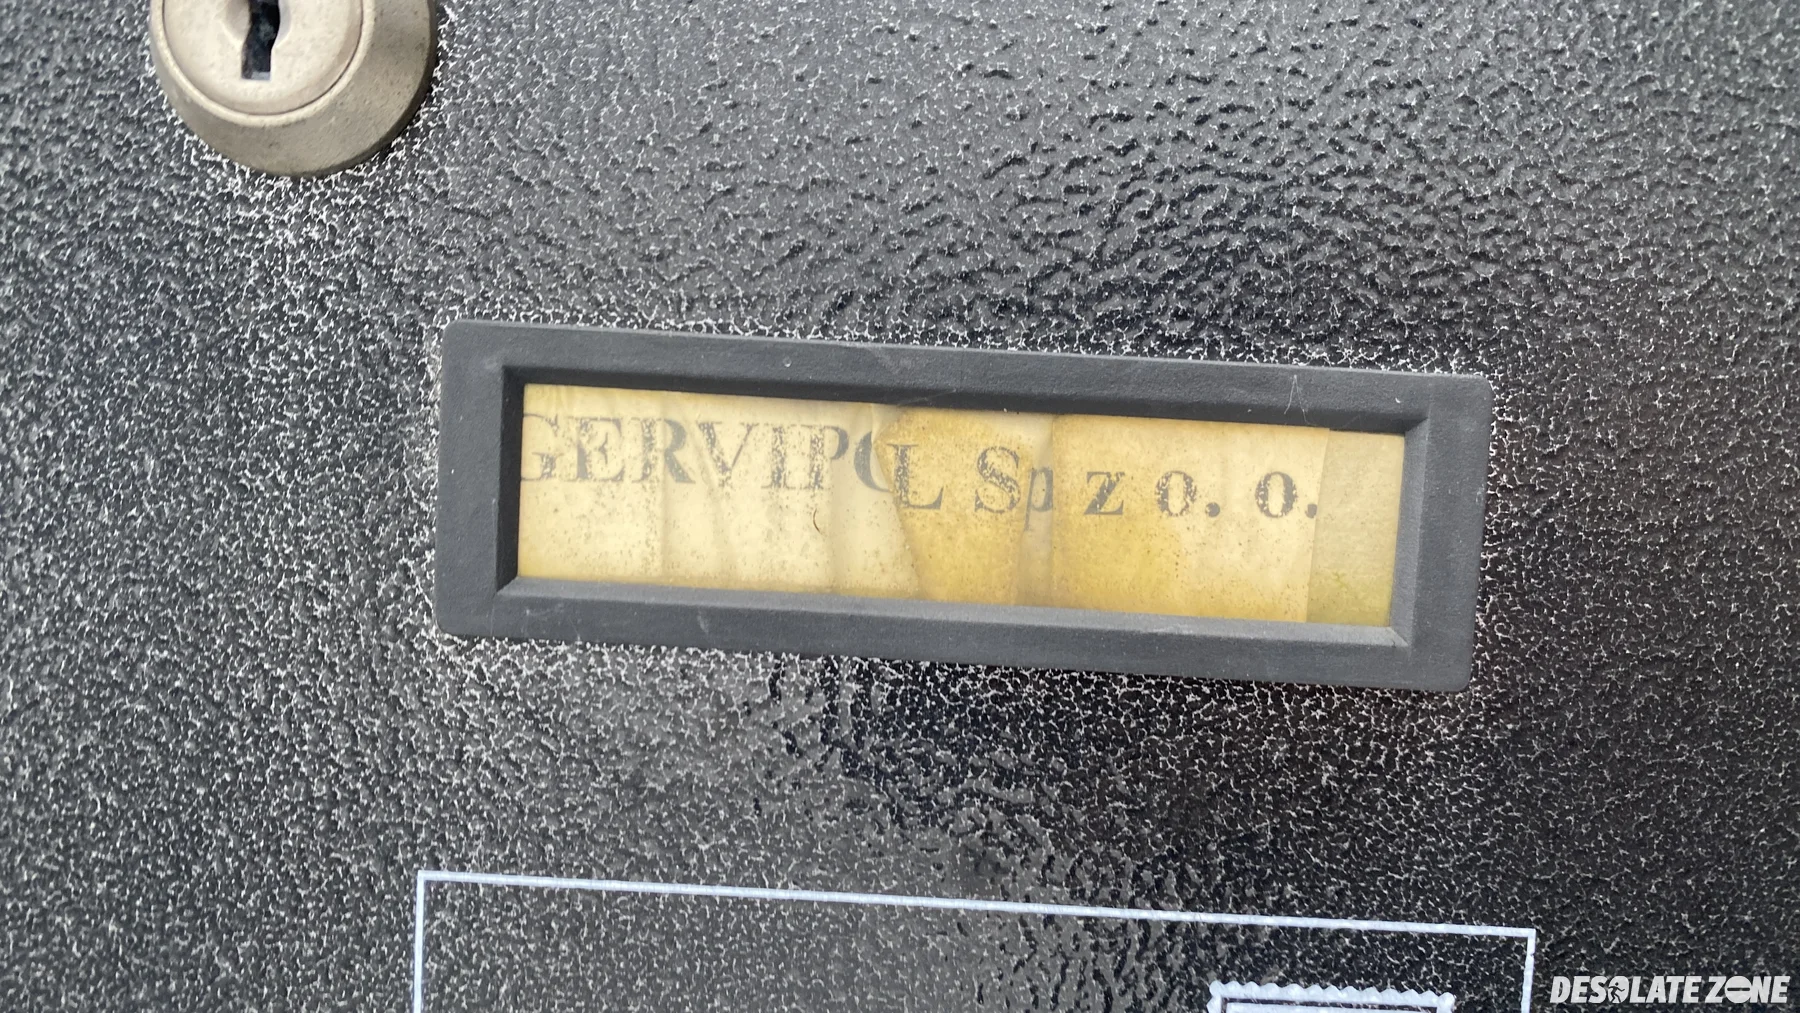 GERVIPOL Sp z o. o.
DESOLATE ZONE